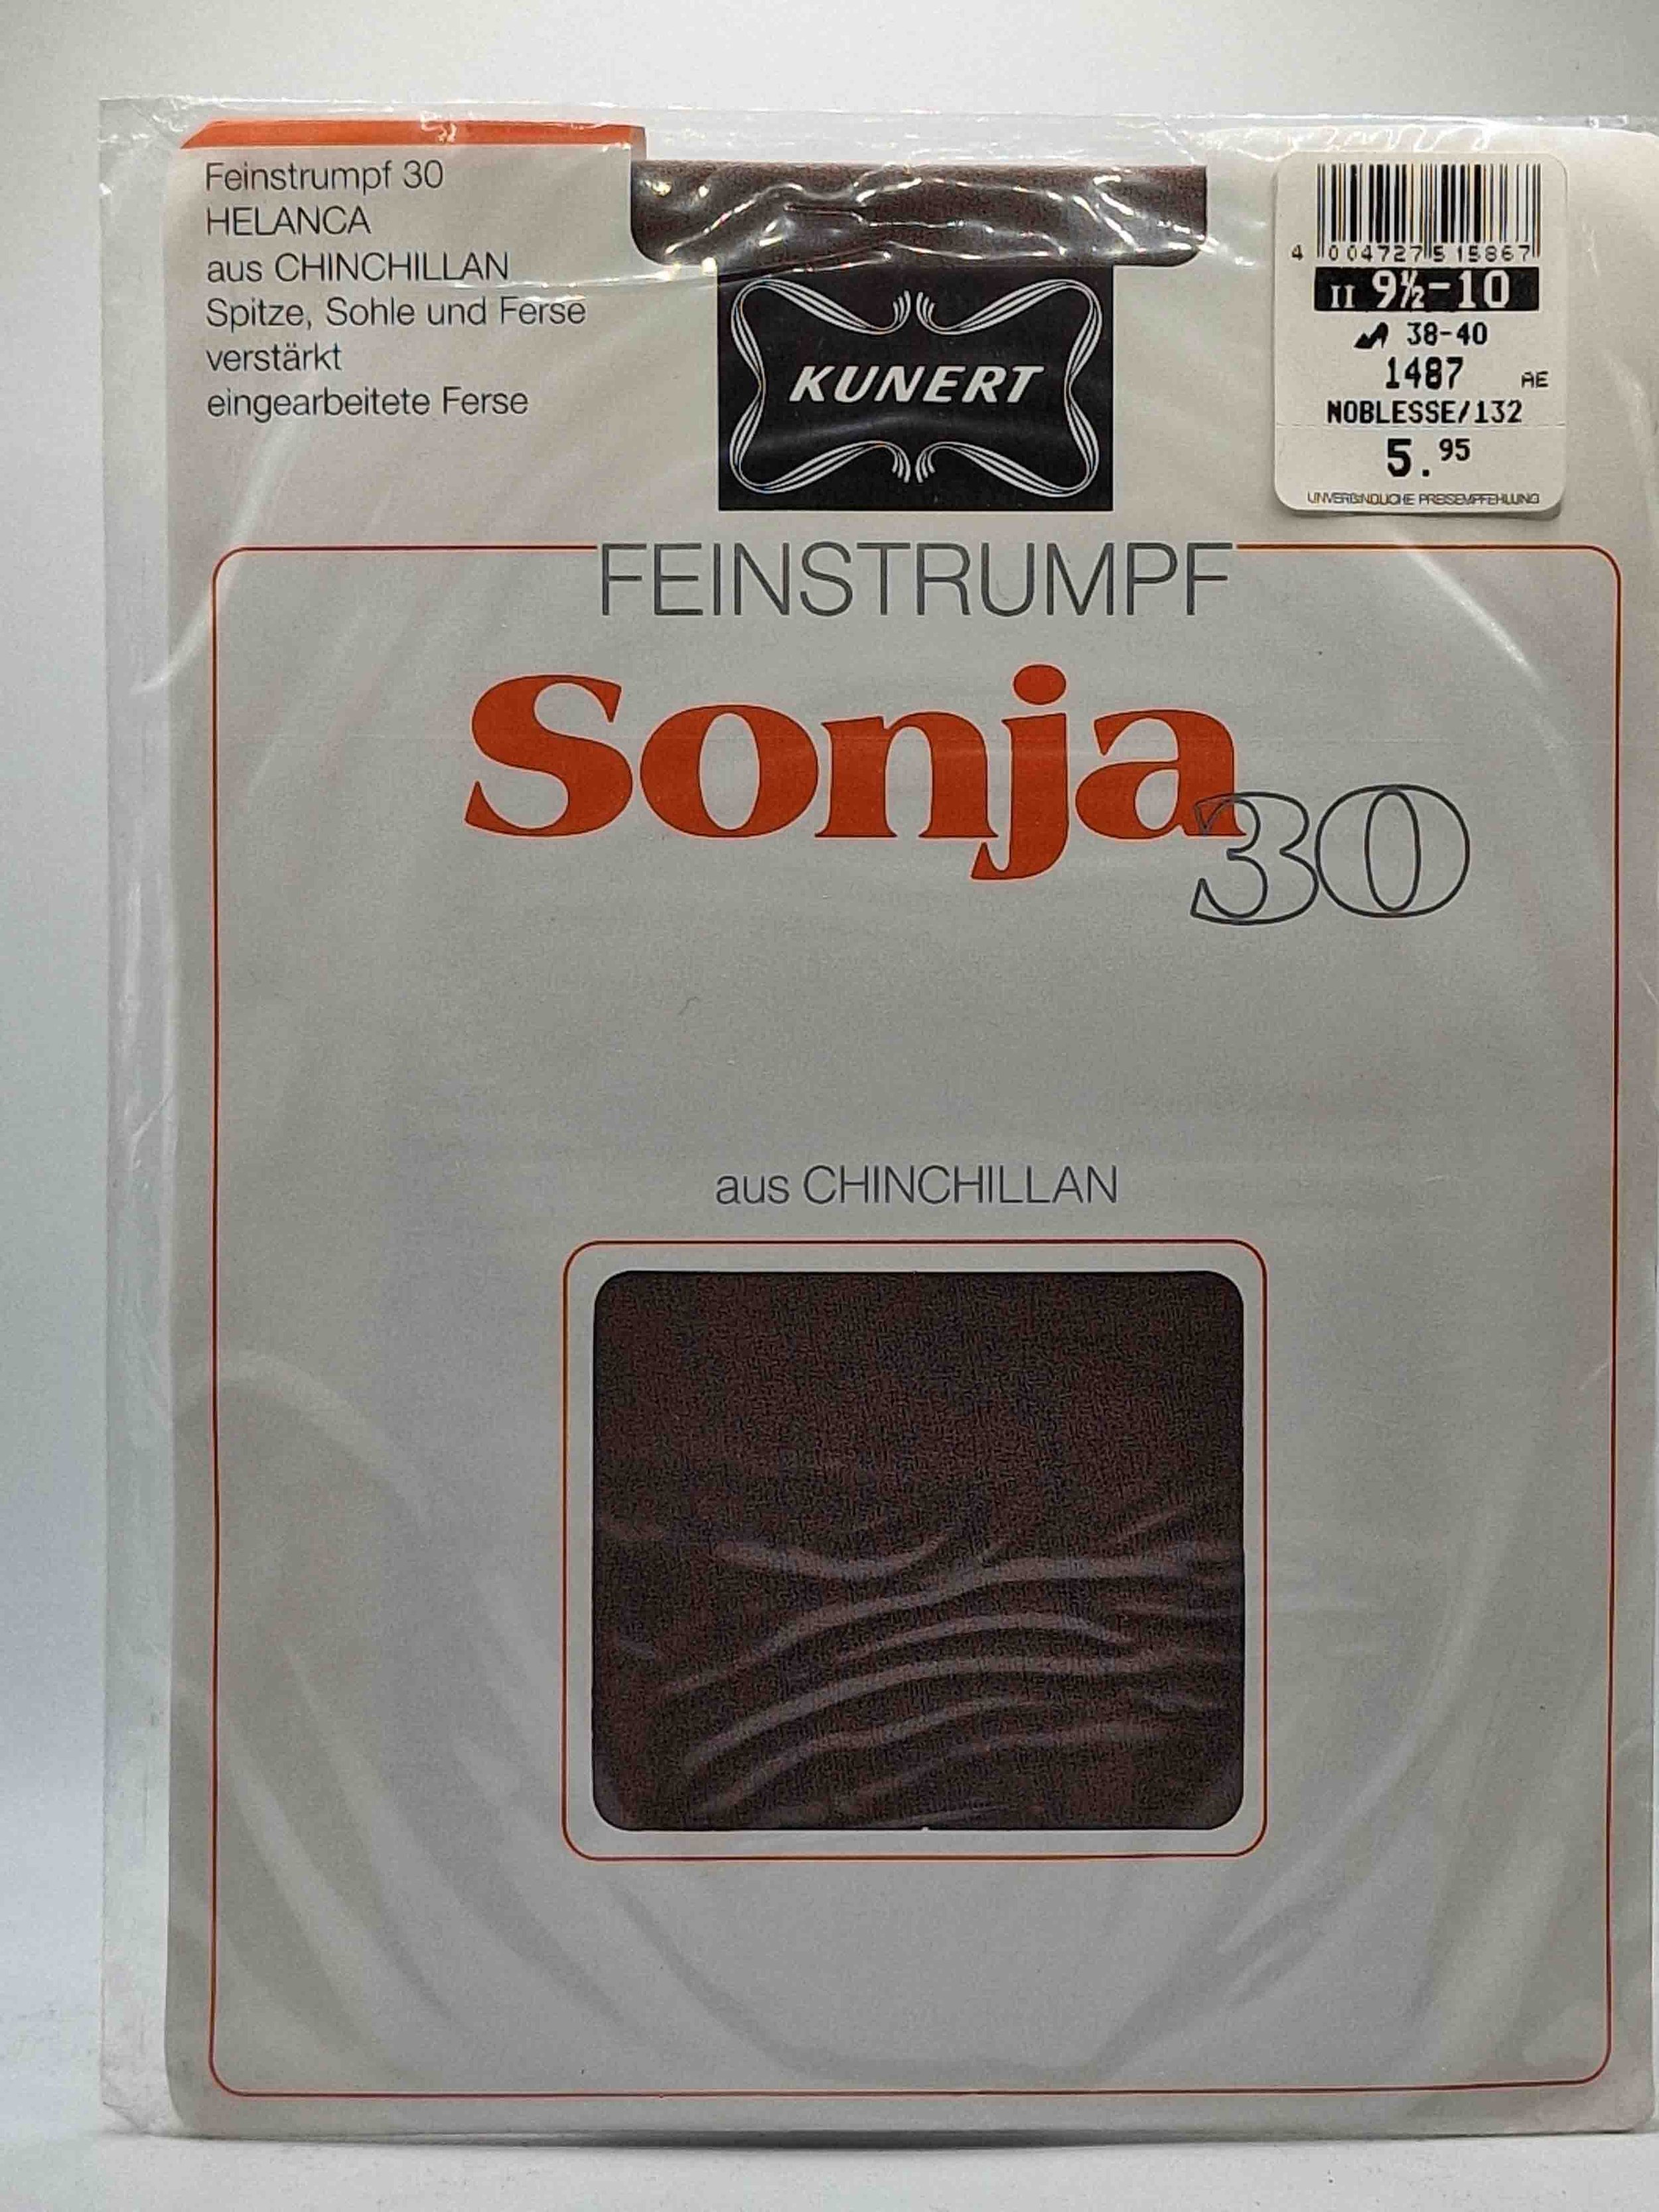 Feinstrumpf 30
HELANCA
aus CHINCHILLAN
Spitze, Sohle und Ferse
verstärkt
eingearbeitete Ferse
KUNERT
4 004727 515867
II 9½-10
38-40
1487 AE
NOBLESSE/132
5.95
UNVERBINDLICHE PREISEMPFEHLUNG
FEINSTRUMPF
Sonja
30
aus CHINCHILLAN